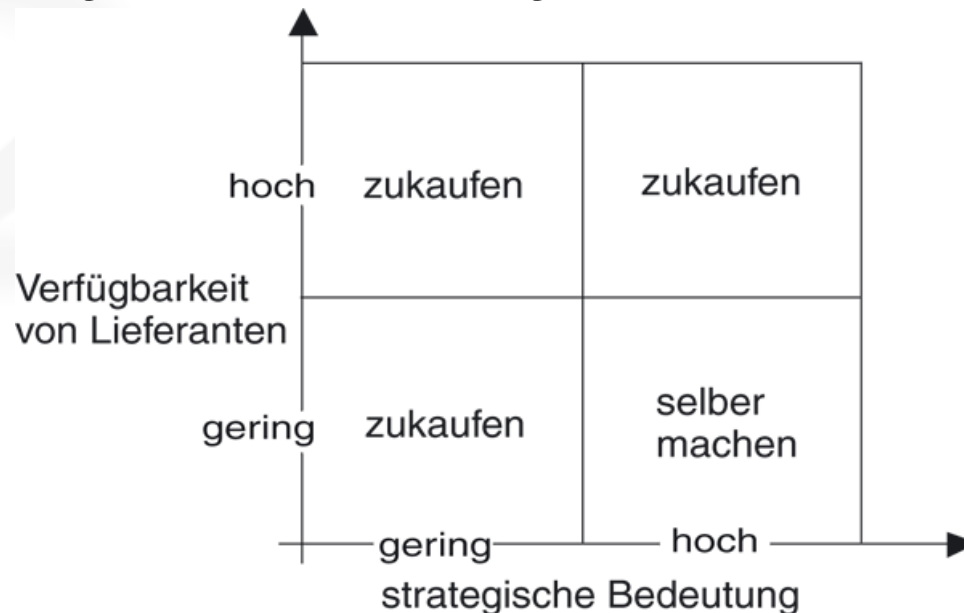 hoch
zukaufen
zukaufen
Verfügbarkeit
von Lieferanten
gering
zukaufen
selber
machen
gering
hoch
strategische Bedeutung